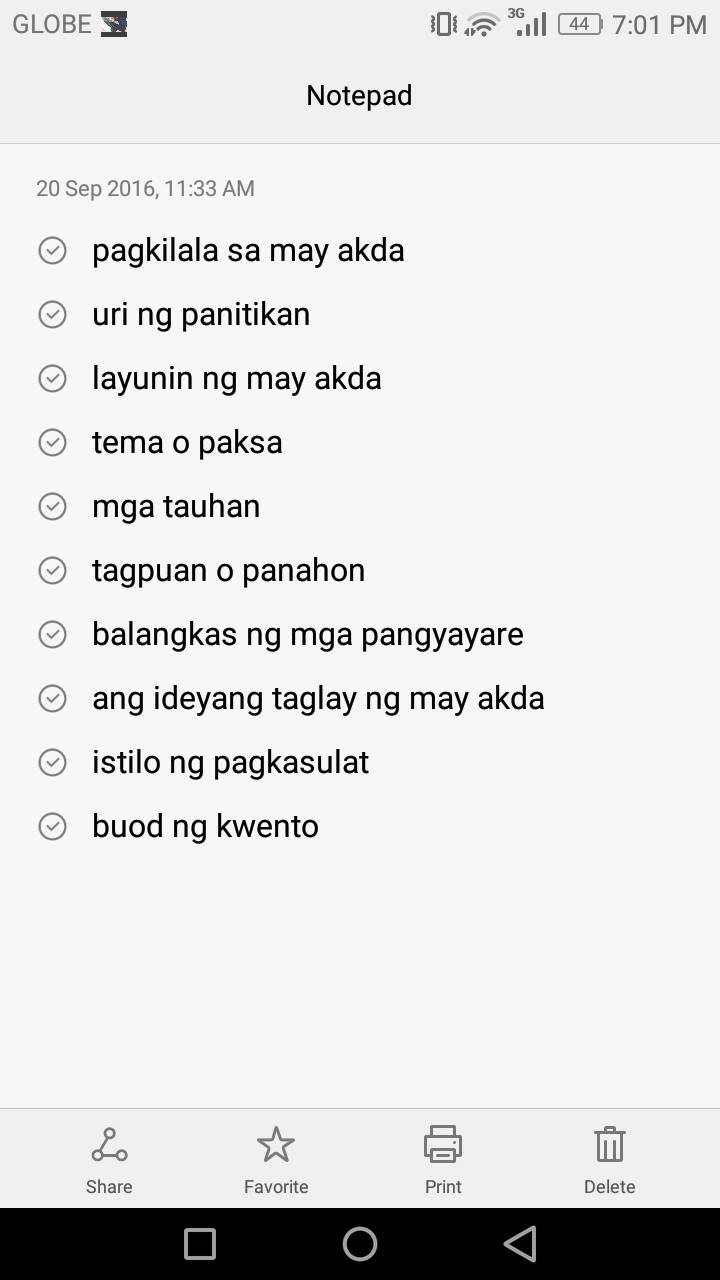 GLOBE 3G 44 7:01 PM
Notepad
20 Sep 2016, 11:33 AM
pagkilala sa may akda
uri ng panitikan
layunin ng may akda
tema o paksa
mga tauhan
tagpuan o panahon
balangkas ng mga pangyayare
ang ideyang taglay ng may akda
istilo ng pagkasulat
buod ng kwento
Share Favorite Print Delete